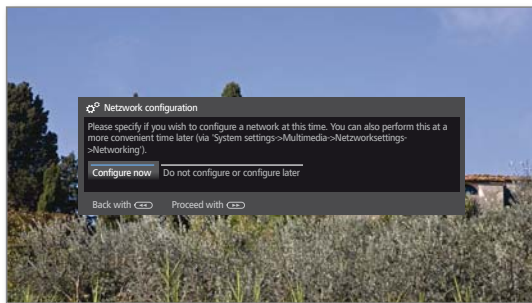 Netzwork configuration
Please specify if you wish to configure a network at this time. You can also perform this at a
more convenient time later (via 'System settings->Multimedia->Netzworksettings-
>Networking').
Configure now Do not configure or configure later
Back with Proceed with